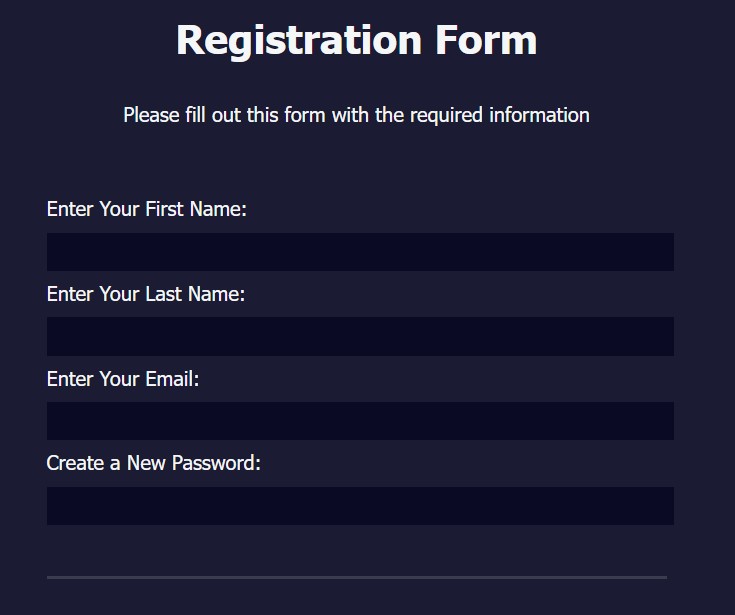 Registration Form
Please fill out this form with the required information
Enter Your First Name:
Enter Your Last Name:
Enter Your Email:
Create a New Password: